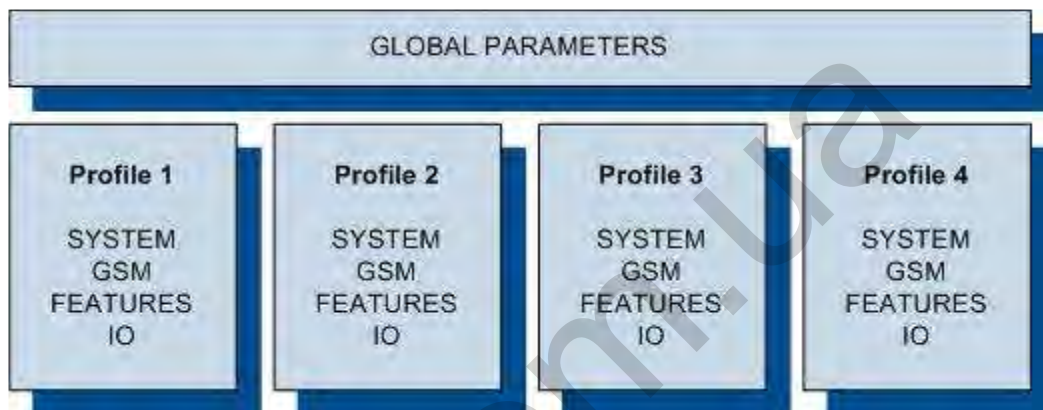 GLOBAL PARAMETERS
Profile 1
SYSTEM
GSM
FEATURES
IO
Profile 2
SYSTEM
GSM
FEATURES
IO
Profile 3
SYSTEM
GSM
FEATURES
IO
Profile 4
SYSTEM
GSM
FEATURES
IO
m.ua